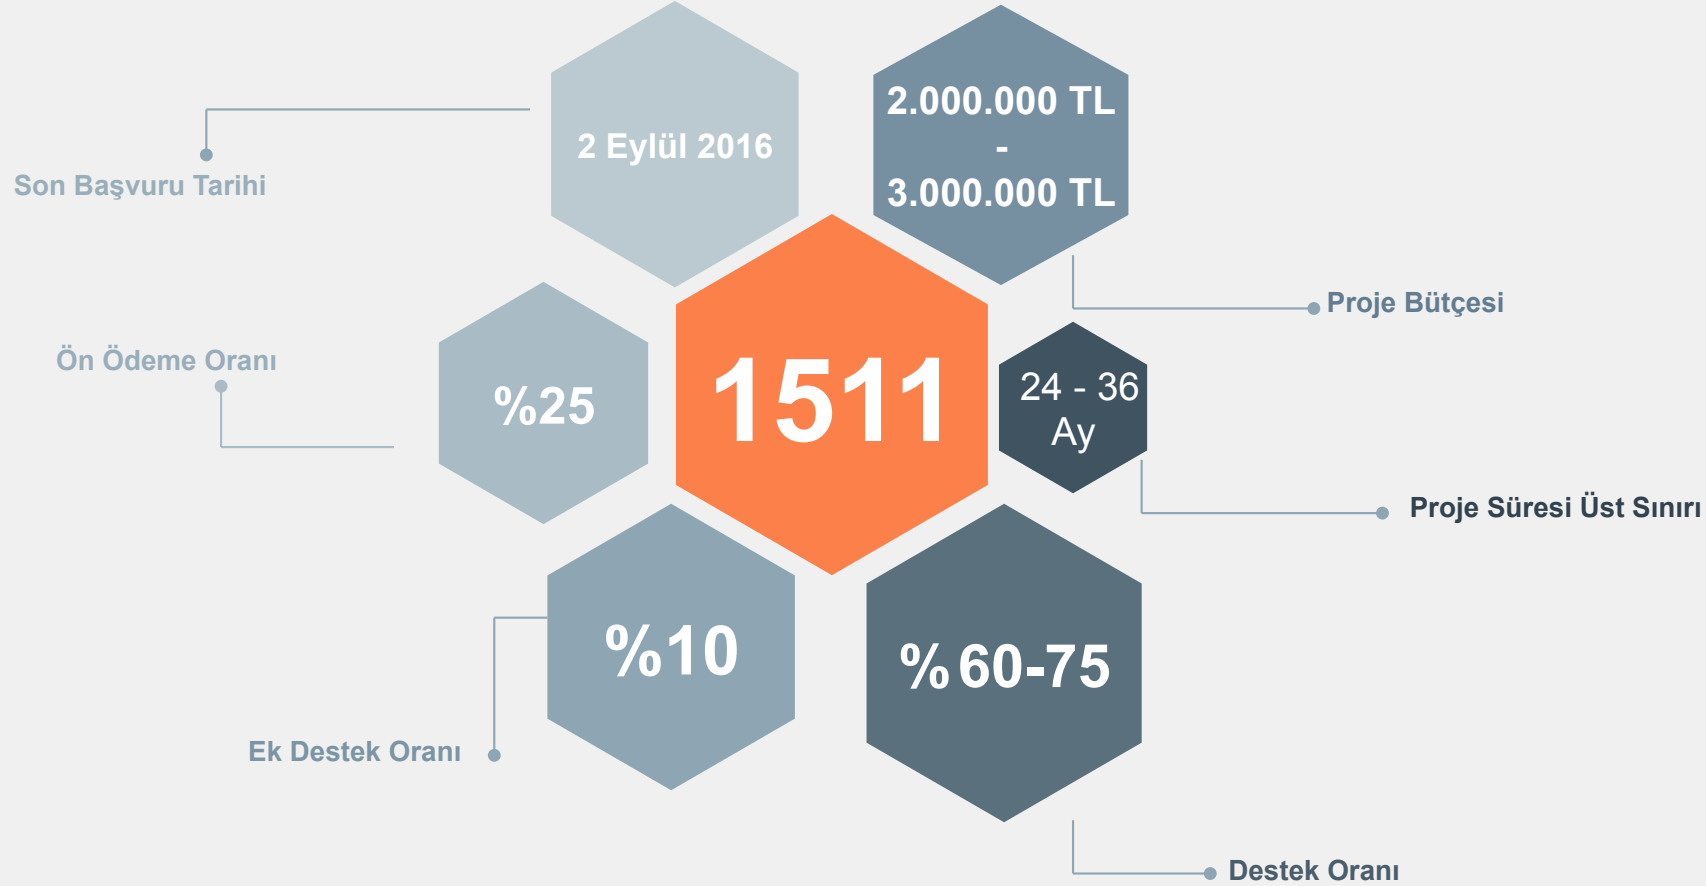 2 Eylül 2016
Son Başvuru Tarihi
2.000.000 TL
-
3.000.000 TL
Proje Bütçesi
Ön Ödeme Oranı
%25
1511
24 - 36
Ay
Proje Süresi Üst Sınırı
%10
Ek Destek Oranı
%60-75
Destek Oranı